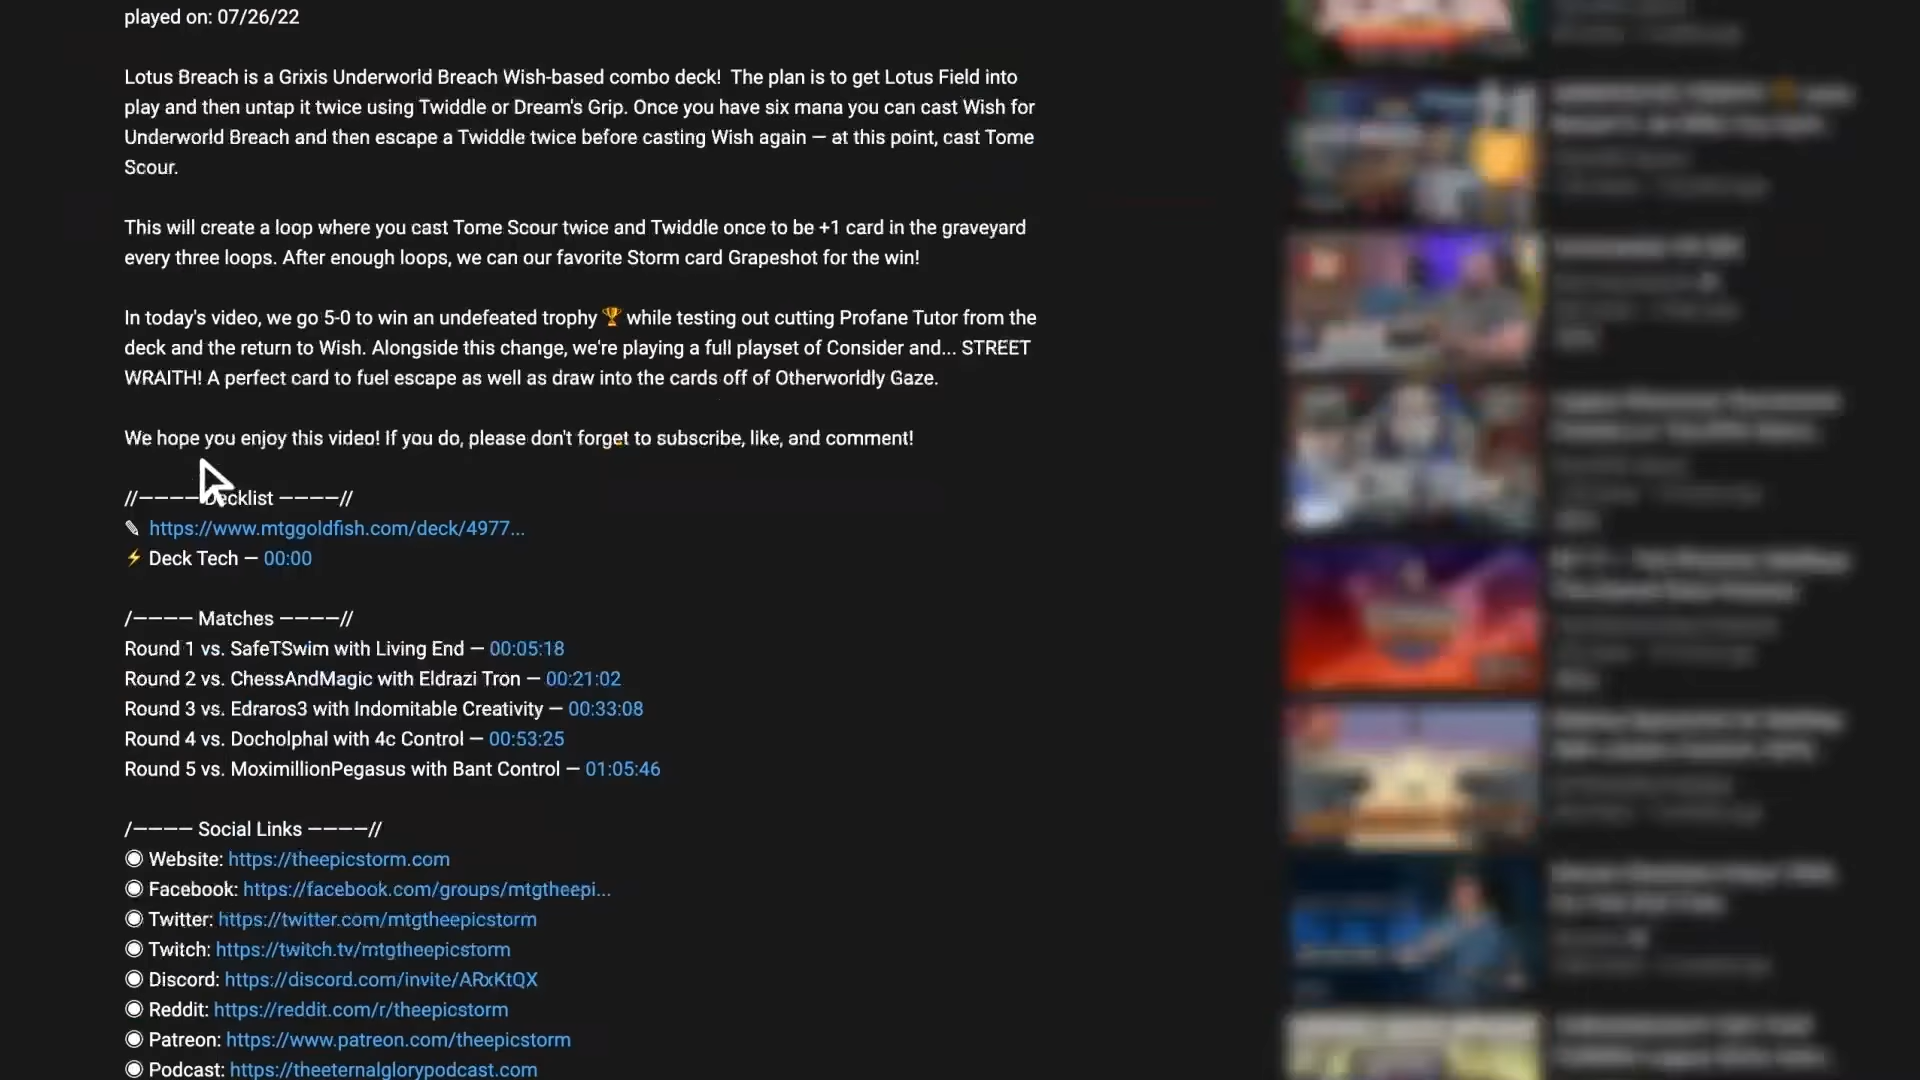 played on: 07/26/22
Lotus Breach is a Grixis Underworld Breach Wish-based combo deck!  The plan is to get Lotus Field into
play and then untap it twice using Twiddle or Dream's Grip. Once you have six mana you can cast Wish for
Underworld Breach and then escape a Twiddle twice before casting Wish again — at this point, cast Tome
Scour.
This will create a loop where you cast Tome Scour twice and Twiddle once to be +1 card in the graveyard
every three loops. After enough loops, we can our favorite Storm card Grapeshot for the win!
In today's video, we go 5-0 to win an undefeated trophy 🏆 while testing out cutting Profane Tutor from the
deck and the return to Wish. Alongside this change, we're playing a full playset of Consider and... STREET
WRAITH! A perfect card to fuel escape as well as draw into the cards off of Otherworldly Gaze.
We hope you enjoy this video! If you do, please don't forget to subscribe, like, and comment!
//———— Decklist ————//
✎ https://www.mtggoldfish.com/deck/4977...
⚡ Deck Tech — 00:00
/———— Matches ————//
Round 1 vs. SafeTSwim with Living End — 00:05:18
Round 2 vs. ChessAndMagic with Eldrazi Tron — 00:21:02
Round 3 vs. Edraros3 with Indomitable Creativity — 00:33:08
Round 4 vs. Docholphal with 4c Control — 00:53:25
Round 5 vs. MoximillionPegasus with Bant Control — 01:05:46
/———— Social Links ————//
◉ Website: https://theepicstorm.com
◉ Facebook: https://facebook.com/groups/mtgtheepi...
◉ Twitter: https://twitter.com/mtgtheepicstorm
◉ Twitch: https://twitch.tv/mtgtheepicstorm
◉ Discord: https://discord.com/invite/ARxKtQX
◉ Reddit: https://reddit.com/r/theepicstorm
◉ Patreon: https://www.patreon.com/theepicstorm
◉ Podcast: https://theeternalglorypodcast.com